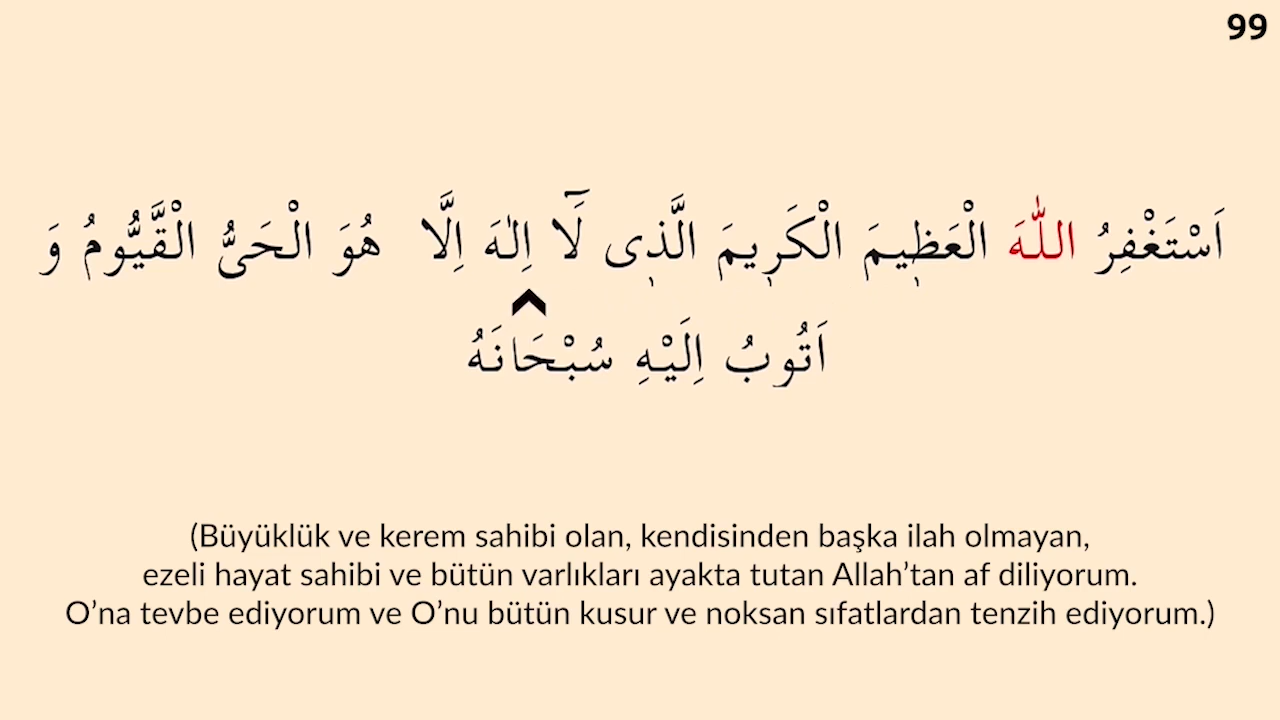 99
اَسْتَغْفِرُ اللّٰهَ الْعَظٖيمَ الْكَرٖيمَ الَّذٖى لَٓا اِلٰهَ اِلَّا هُوَ الْحَىُّ الْقَيُّومُ وَ
اَتُوبُ اِلَيْهِ سُبْحَانَهُ
(Büyüklük ve kerem sahibi olan, kendisinden başka ilah olmayan,
ezeli hayat sahibi ve bütün varlıkları ayakta tutan Allah’tan af diliyorum.
O’na tevbe ediyorum ve O’nu bütün kusur ve noksan sıfatlardan tenzih ediyorum.)